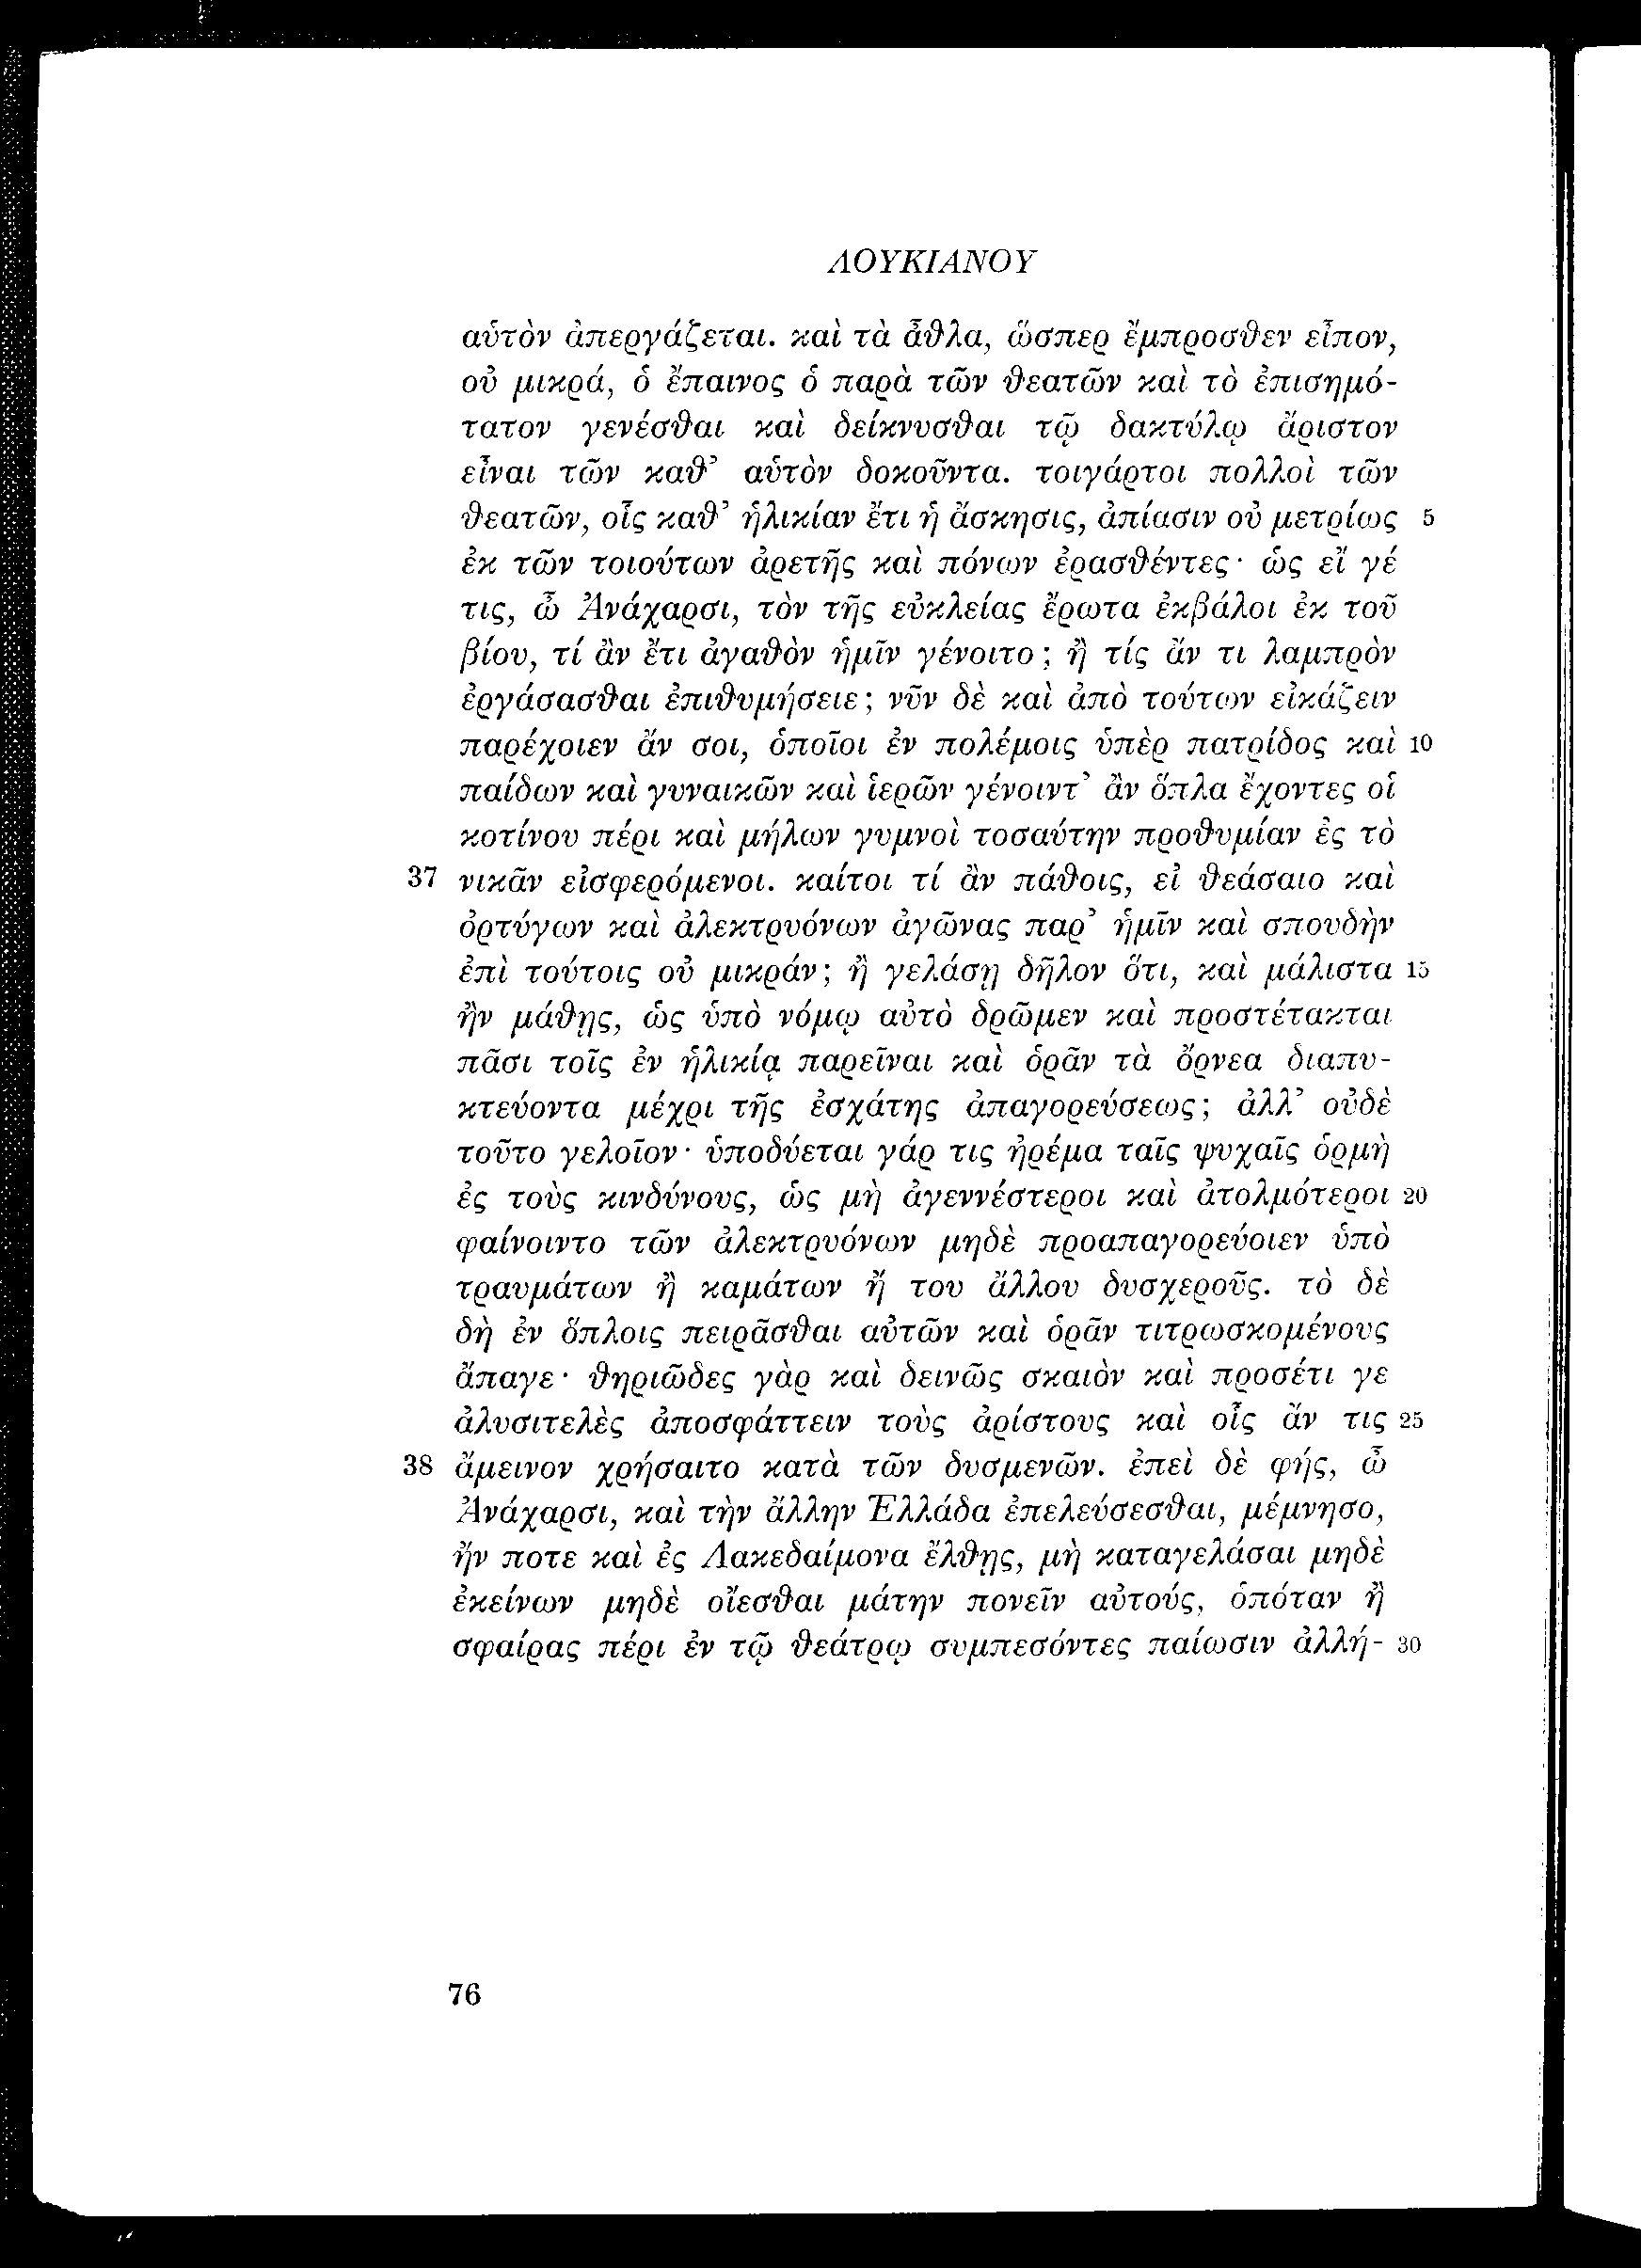 ΛΟΥΚΙΑΝΟΥ
αὑτὸν ἀπεργάζεται. καὶ τὰ ἆθλα, ὥσπερ ἔμπροσθεν εἶπον,
οὐ μικρά, ὁ ἔπαινος ὁ παρὰ τῶν θεατῶν καὶ τὸ ἐπισημό-
τατον γενέσθαι καὶ δείκνυσθαι τῷ δακτύλῳ ἄριστον
εἶναι τῶν καθ’ αὑτὸν δοκοῦντα. τοιγάρτοι πολλοὶ τῶν
θεατῶν, οἷς καθ’ ἡλικίαν ἔτι ἡ ἄσκησις, ἀπίασιν οὐ μετρίως 5
ἐκ τῶν τοιούτων ἀρετῆς καὶ πόνων ἐρασθέντες· ὡς εἴ γέ
τις, ὦ Ἀνάχαρσι, τὸν τῆς εὐκλείας ἔρωτα ἐκβάλοι ἐκ τοῦ
βίου, τί ἂν ἔτι ἀγαθὸν ἡμῖν γένοιτο; ἢ τίς ἄν τι λαμπρὸν
ἐργάσασθαι ἐπιθυμήσειε; νῦν δὲ καὶ ἀπὸ τούτων εἰκάζειν
παρέχοιεν ἄν σοι, ὁποῖοι ἐν πολέμοις ὑπὲρ πατρίδος καὶ 10
παίδων καὶ γυναικῶν καὶ ἱερῶν γένοιντ’ ἂν ὅπλα ἔχοντες οἱ
κοτίνου πέρι καὶ μήλων γυμνοὶ τοσαύτην προθυμίαν ἐς τὸ
37 νικᾶν εἰσφερόμενοι. καίτοι τί ἂν πάθοις, εἰ θεάσαιο καὶ
ὀρτύγων καὶ ἀλεκτρυόνων ἀγῶνας παρ’ ἡμῖν καὶ σπουδὴν
ἐπὶ τούτοις οὐ μικράν; ἢ γελάσῃ δῆλον ὅτι, καὶ μάλιστα 15
ἢν μάθῃς, ὡς ὑπὸ νόμῳ αὐτὸ δρῶμεν καὶ προστέτακται
πᾶσι τοῖς ἐν ἡλικίᾳ παρεῖναι καὶ ὁρᾶν τὰ ὄρνεα διαπυ-
κτεύοντα μέχρι τῆς ἐσχάτης ἀπαγορεύσεως; ἀλλ’ οὐδὲ
τοῦτο γελοῖον· ὑποδύεται γάρ τις ἠρέμα ταῖς ψυχαῖς ὁρμὴ
ἐς τοὺς κινδύνους, ὡς μὴ ἀγεννέστεροι καὶ ἀτολμότεροι 20
φαίνοιντο τῶν ἀλεκτρυόνων μηδὲ προαπαγορεύοιεν ὑπὸ
τραυμάτων ἢ καμάτων ἤ του ἄλλου δυσχεροῦς. τὸ δὲ
δὴ ἐν ὅπλοις πειρᾶσθαι αὐτῶν καὶ ὁρᾶν τιτρωσκομένους
ἄπαγε· θηριῶδες γὰρ καὶ δεινῶς σκαιὸν καὶ προσέτι γε
ἀλυσιτελὲς ἀποσφάττειν τοὺς ἀρίστους καὶ οἷς ἄν τις 25
38 ἄμεινον χρήσαιτο κατὰ τῶν δυσμενῶν. ἐπεὶ δὲ φής, ὦ
Ἀνάχαρσι, καὶ τὴν ἄλλην Ἑλλάδα ἐπελεύσεσθαι, μέμνησο,
ἤν ποτε καὶ ἐς Λακεδαίμονα ἔλθῃς, μὴ καταγελάσαι μηδὲ
ἐκείνων μηδὲ οἴεσθαι μάτην πονεῖν αὐτούς, ὁπόταν ἢ
σφαίρας πέρι ἐν τῷ θεάτρῳ συμπεσόντες παίωσιν ἀλλή- 30
76